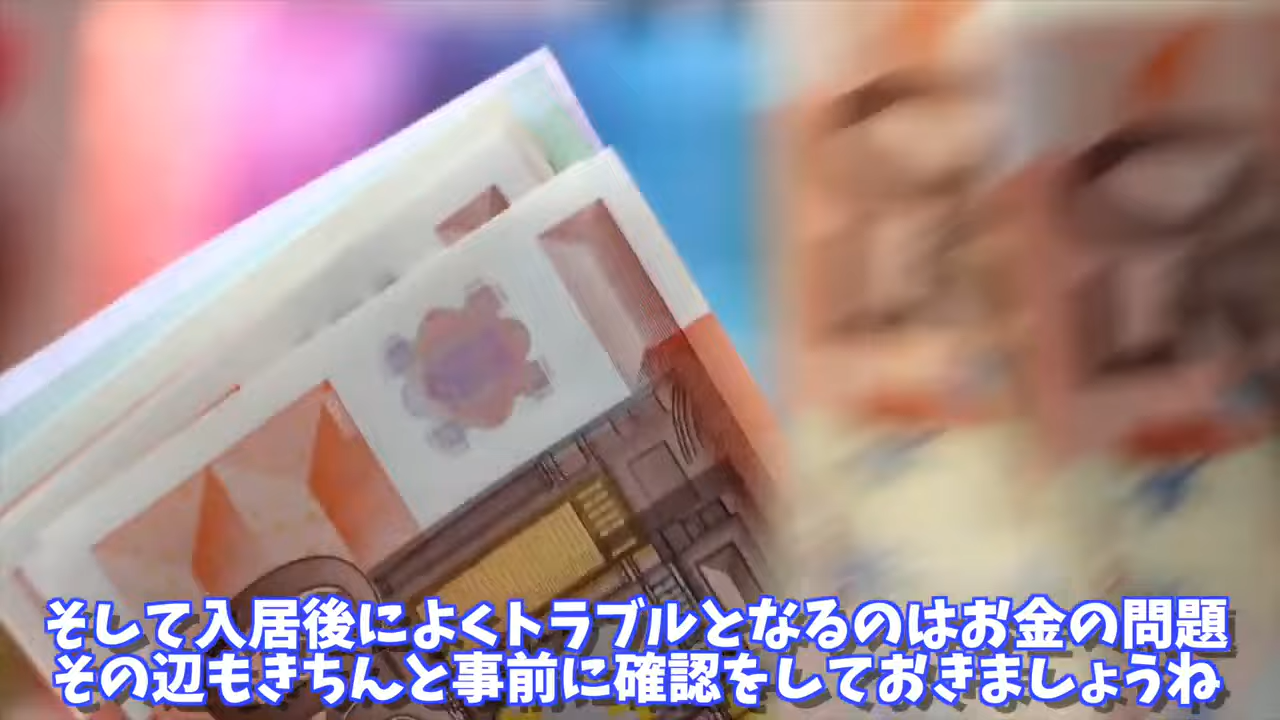 そして入居後によくトラブルとなるのはお金の問題
その辺もきちんと事前に確認をしておきましょうね